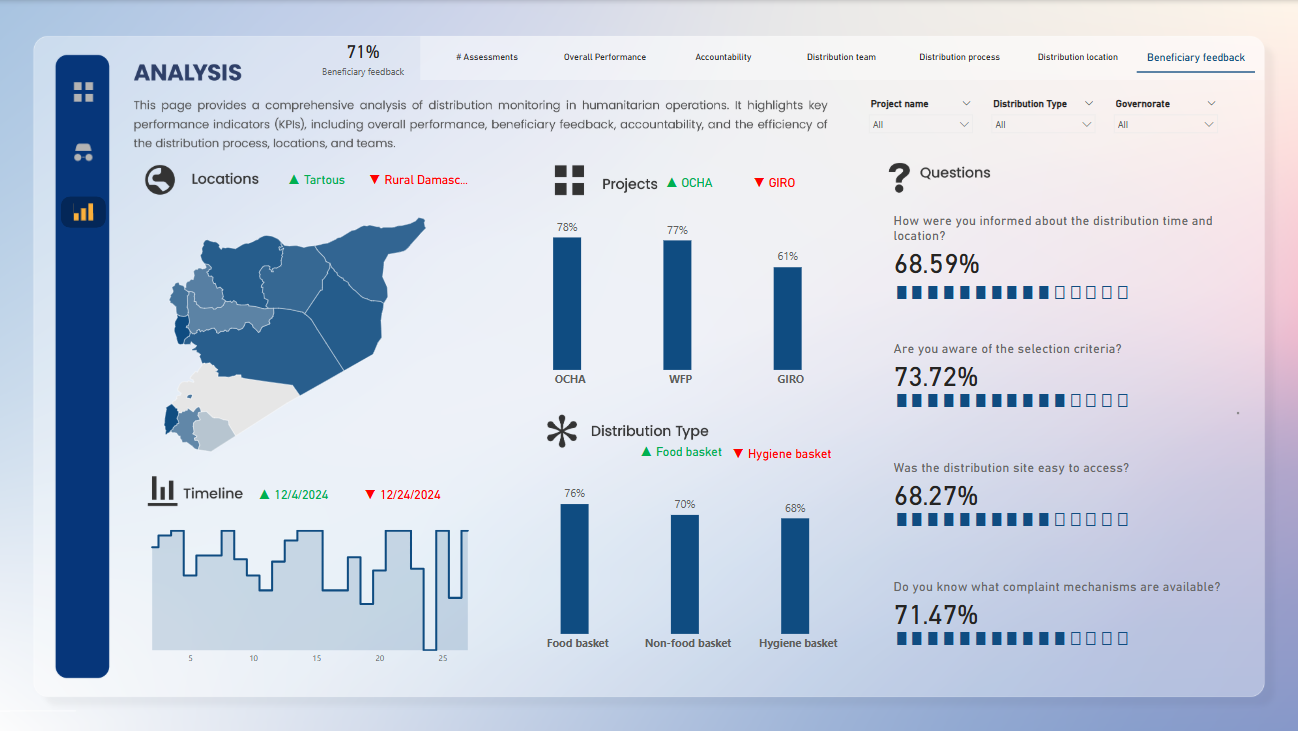 71%
Beneficiary feedback
# Assessments
Overall Performance
Accountability
Distribution team
Distribution process
Distribution location
Beneficiary feedback
ANALYSIS
This page provides a comprehensive analysis of distribution monitoring in humanitarian operations. It highlights key
performance indicators (KPIs), including overall performance, beneficiary feedback, accountability, and the efficiency of
the distribution process, locations, and teams.
Project name
All
Distribution Type
All
Governorate
All
Locations
▲ Tartous
▼ Rural Damasc...
Timeline
▲ 12/4/2024
▼ 12/24/2024
5
10
15
20
25
Projects
▲ OCHA
▼ GIRO
78%
77%
61%
OCHA
WFP
GIRO
Distribution Type
▲ Food basket
▼ Hygiene basket
76%
70%
68%
Food basket
Non-food basket
Hygiene basket
?
Questions
How were you informed about the distribution time and
location?
68.59%
Are you aware of the selection criteria?
73.72%
Was the distribution site easy to access?
68.27%
Do you know what complaint mechanisms are available?
71.47%